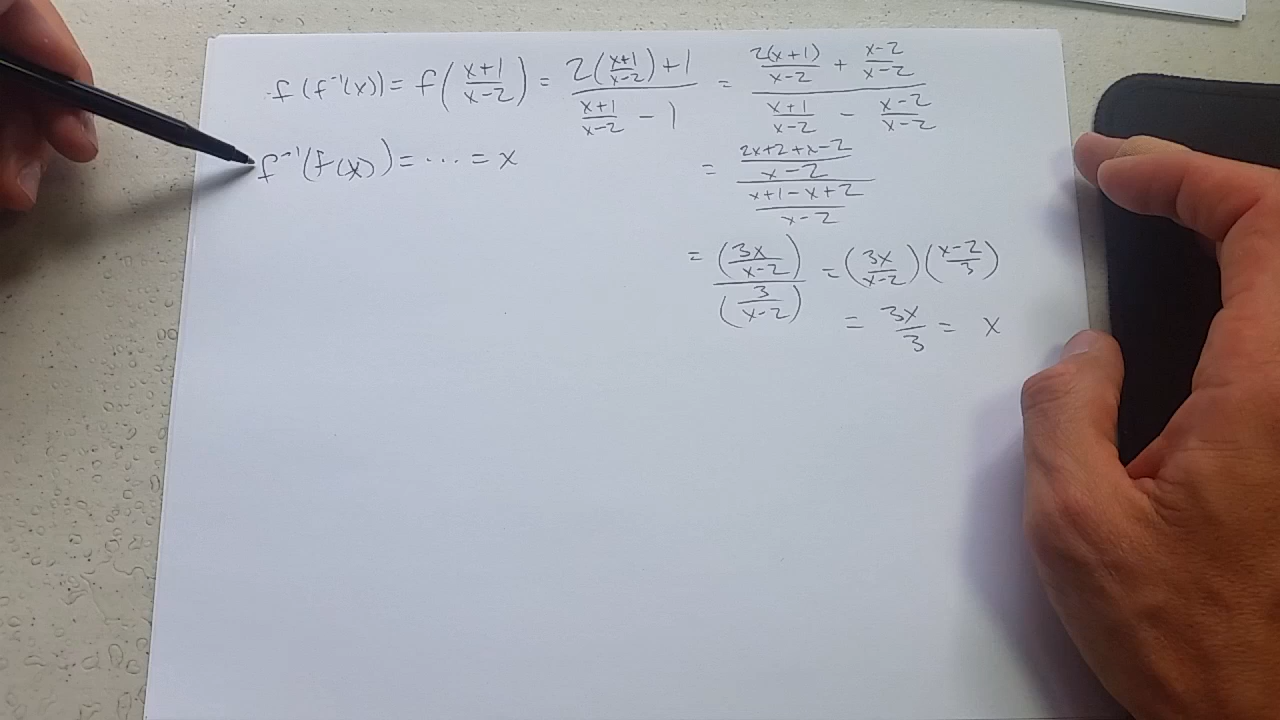 f(f⁻¹(x)) = f((x+1)/(x-2)) = (2((x+1)/(x-2))+1)/((x+1)/(x-2) - 1) = (2(x+1)/(x-2) + (x-2)/(x-2))/((x+1)/(x-2) - (x-2)/(x-2))
f⁻¹(f(x)) = ... = x
= ((2x+2+x-2)/(x-2))/((x+1-x+2)/(x-2))
= (3x/(x-2))/(3/(x-2)) = (3x/(x-2))((x-2)/3)
= 3x/3 = x